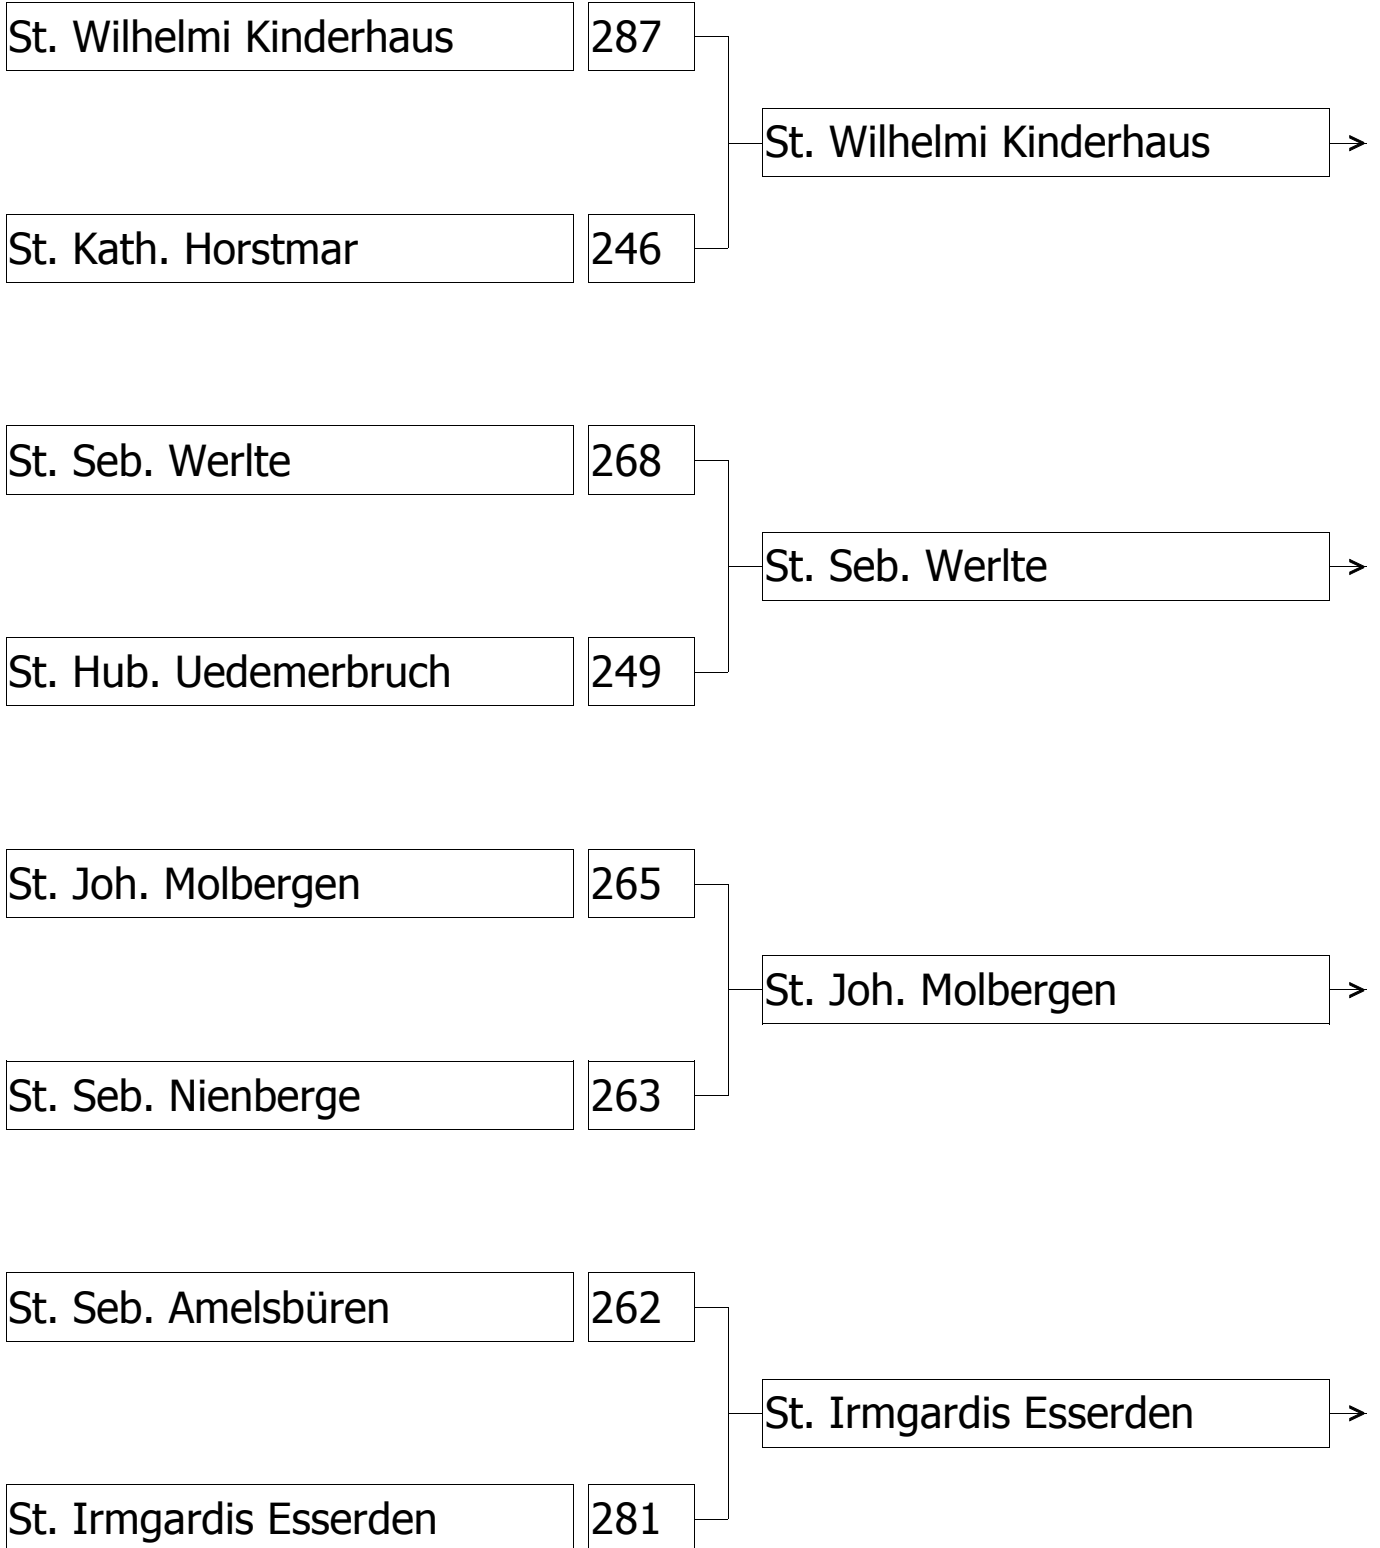 St. Wilhelmi Kinderhaus 287
St. Wilhelmi Kinderhaus >
St. Kath. Horstmar 246
St. Seb. Werlte 268
St. Seb. Werlte >
St. Hub. Uedemerbruch 249
St. Joh. Molbergen 265
St. Joh. Molbergen >
St. Seb. Nienberge 263
St. Seb. Amelsbüren 262
St. Irmgardis Esserden >
St. Irmgardis Esserden 281